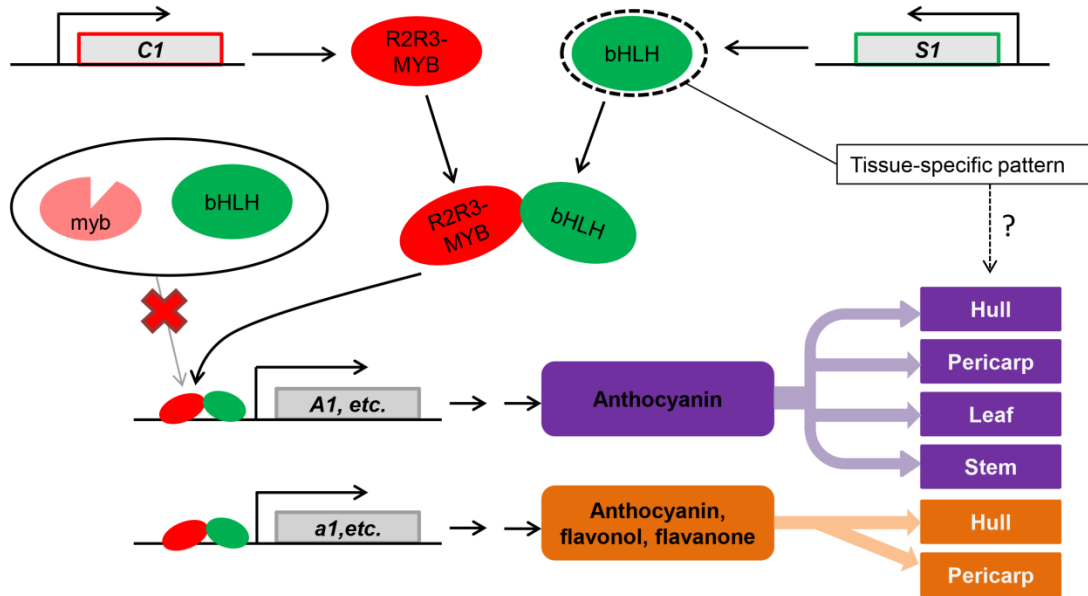 C1
R2R3-
MYB
bHLH
S1
Tissue-specific pattern
myb
bHLH
R2R3-
MYB
bHLH
?
Hull
Pericarp
A1, etc.
Anthocyanin
Leaf
Stem
a1,etc.
Anthocyanin,
flavonol, flavanone
Hull
Pericarp